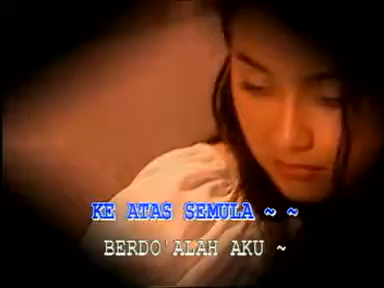 KE ATAS SEMULA ~ ~
BERDO'ALAH AKU ~